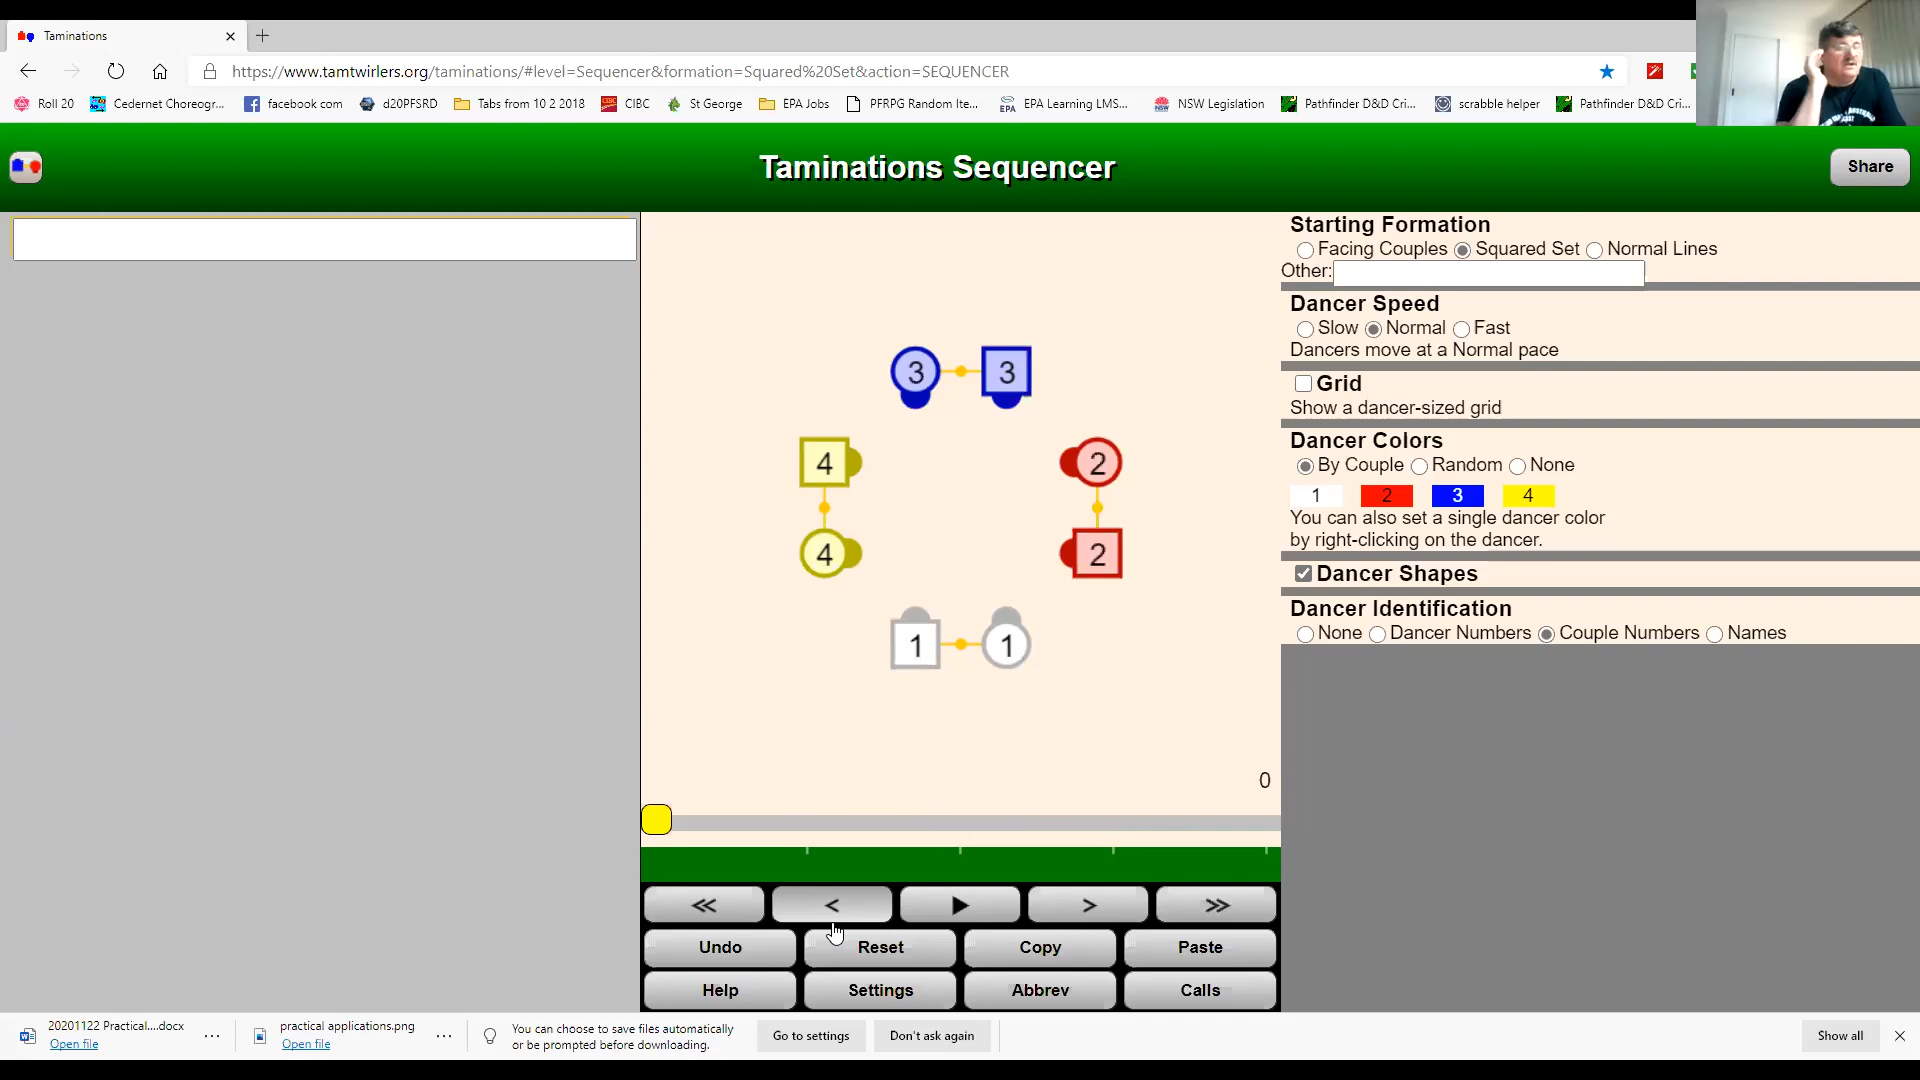 Taminations
https://www.tamtwirlers.org/taminations/#level=Sequencer&formation=Squared%20Set&action=SEQUENCER
Roll 20 Cedernet Choreogr... facebook com d20PFSRD Tabs from 10 2 2018 CIBC St George EPA Jobs PFRPG Random Ite... EPA Learning LMS... NSW Legislation Pathfinder D&D Cri... scrabble helper Pathfinder D&D Cri...
Taminations Sequencer
Share
Starting Formation
Facing Couples Squared Set Normal Lines
Other:
Dancer Speed
Slow Normal Fast
Dancers move at a Normal pace
Grid
Show a dancer-sized grid
Dancer Colors
By Couple Random None
1 2 3 4
You can also set a single dancer color
by right-clicking on the dancer.
Dancer Shapes
Dancer Identification
None Dancer Numbers Couple Numbers Names
3 3
4 2
4 2
1 1
0
≪ < ▶ > ≫
Undo Reset Copy Paste
Help Settings Abbrev Calls
20201122 Practical....docx
Open file
practical applications.png
Open file
You can choose to save files automatically
or be prompted before downloading.
Go to settings
Don't ask again
Show all